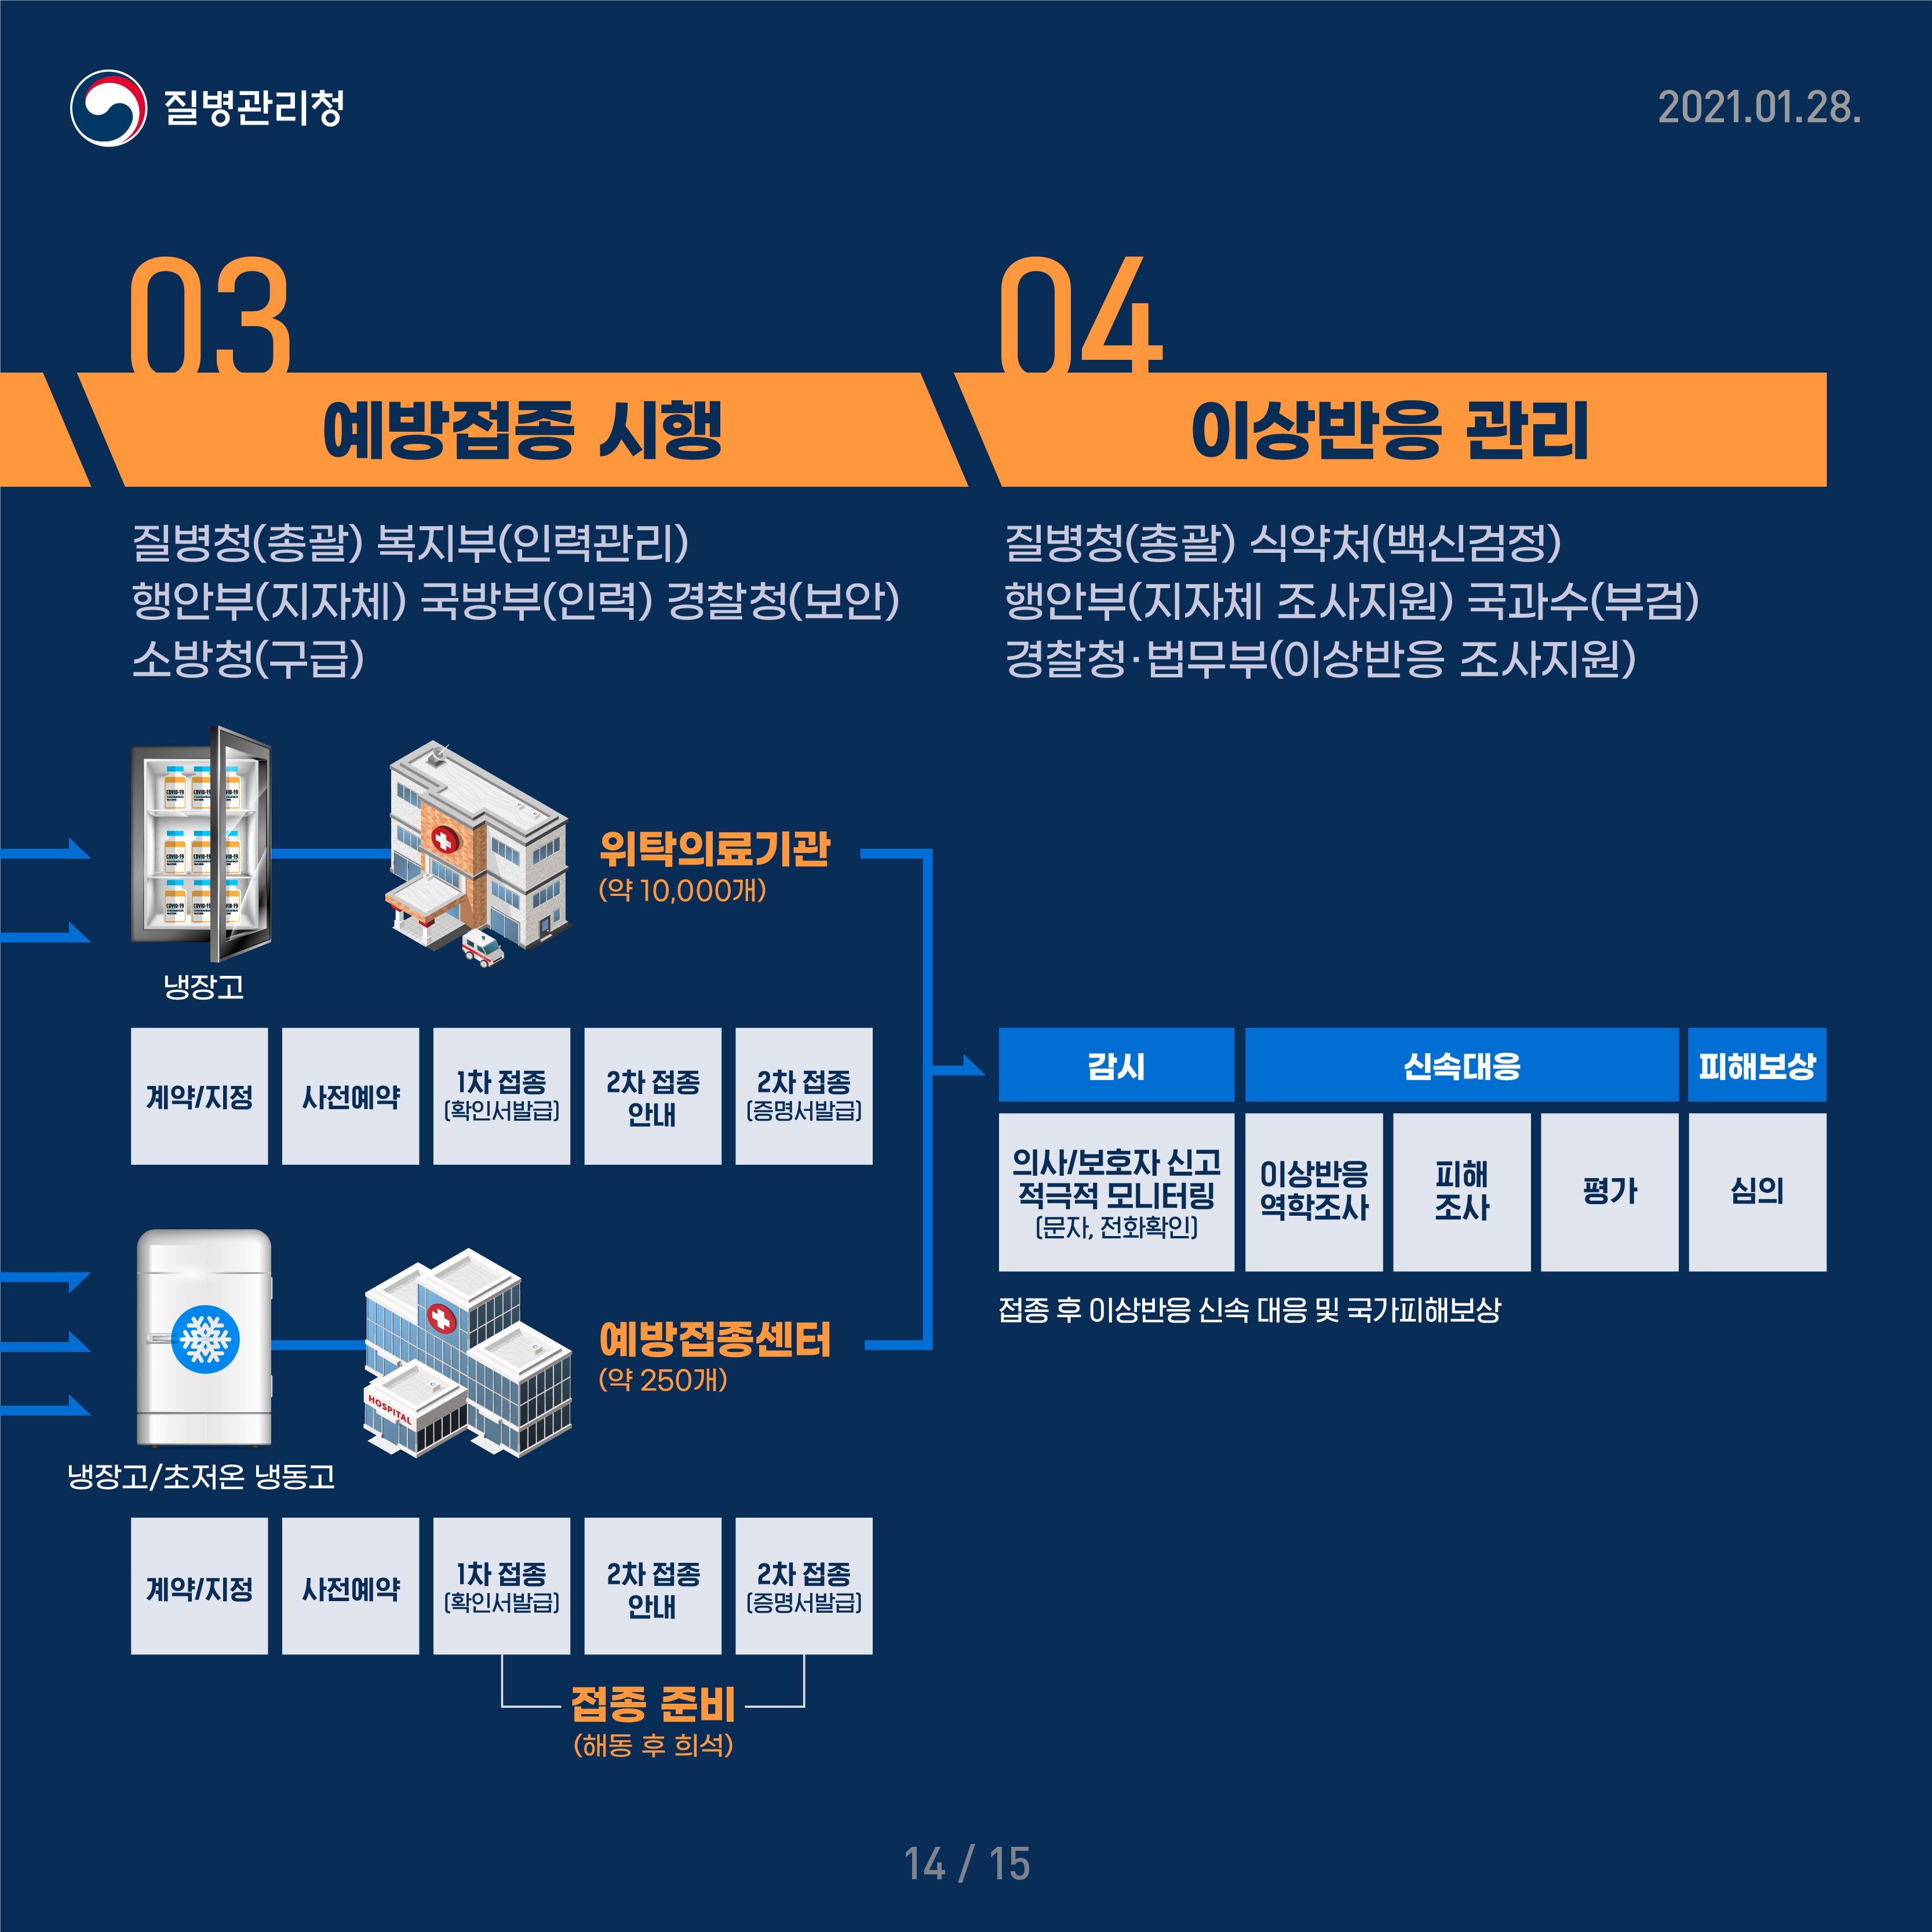 질병관리청
2021.01.28.
03
예방접종 시행
질병청(총괄) 복지부(인력관리)
행안부(지자체) 국방부(인력) 경찰청(보안)
소방청(구급)
04
이상반응 관리
질병청(총괄) 식약처(백신검정)
행안부(지자체 조사지원) 국과수(부검)
경찰청·법무부(이상반응 조사지원)
COVID-19
냉장고
위탁의료기관
(약 10,000개)
계약/지정
사전예약
1차 접종
(확인서발급)
2차 접종
안내
2차 접종
(증명서발급)
HOSPITAL
냉장고/초저온 냉동고
예방접종센터
(약 250개)
계약/지정
사전예약
1차 접종
(확인서발급)
2차 접종
안내
2차 접종
(증명서발급)
접종 준비
(해동 후 희석)
감시
신속대응
피해보상
의사/보호자 신고
적극적 모니터링
(문자, 전화확인)
이상반응
역학조사
피해
조사
평가
심의
접종 후 이상반응 신속 대응 및 국가피해보상
14 / 15